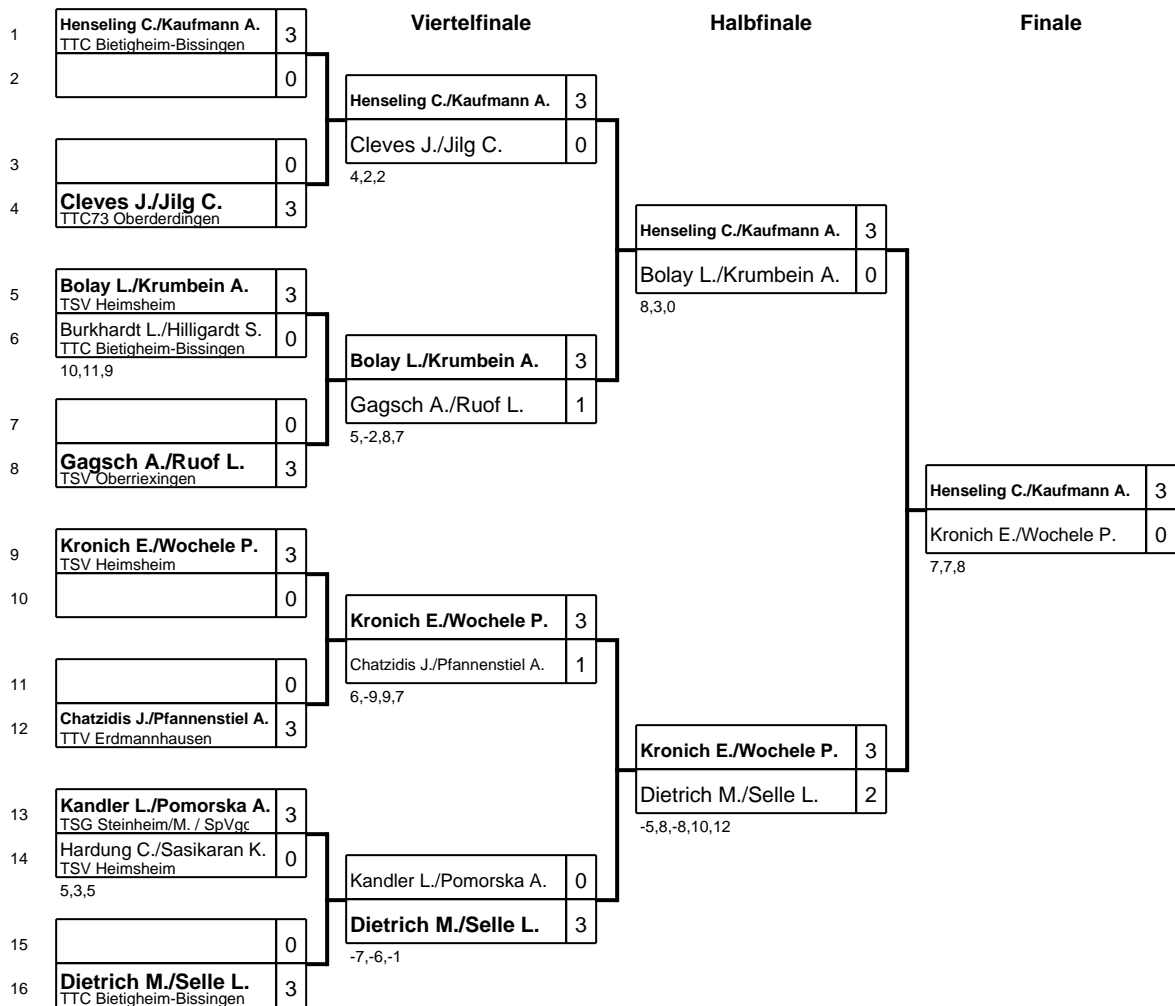 Viertelfinale
Halbfinale
Finale
1
Henseling C./Kaufmann A.
TTC Bietigheim-Bissingen
3
2
0
3
0
4
Cleves J./Jilg C.
TTC73 Oberderdingen
3
5
Bolay L./Krumbein A.
TSV Heimsheim
3
6
Burkhardt L./Hilligardt S.
TTC Bietigheim-Bissingen
0
10,11,9
7
0
8
Gagsch A./Ruof L.
TSV Oberriexingen
3
9
Kronich E./Wochele P.
TSV Heimsheim
3
10
0
11
0
12
Chatzidis J./Pfannenstiel A.
TTV Erdmannhausen
3
13
Kandler L./Pomorska A.
TSG Steinheim/M. / SpVgg
3
14
Hardung C./Sasikaran K.
TSV Heimsheim
0
5,3,5
15
0
16
Dietrich M./Selle L.
TTC Bietigheim-Bissingen
3
Henseling C./Kaufmann A.
3
Cleves J./Jilg C.
0
4,2,2
Bolay L./Krumbein A.
3
Gagsch A./Ruof L.
1
5,-2,8,7
Kronich E./Wochele P.
3
Chatzidis J./Pfannenstiel A.
1
6,-9,9,7
Kandler L./Pomorska A.
0
Dietrich M./Selle L.
3
-7,-6,-1
Henseling C./Kaufmann A.
3
Bolay L./Krumbein A.
0
8,3,0
Kronich E./Wochele P.
3
Dietrich M./Selle L.
2
-5,8,-8,10,12
Henseling C./Kaufmann A.
3
Kronich E./Wochele P.
0
7,7,8